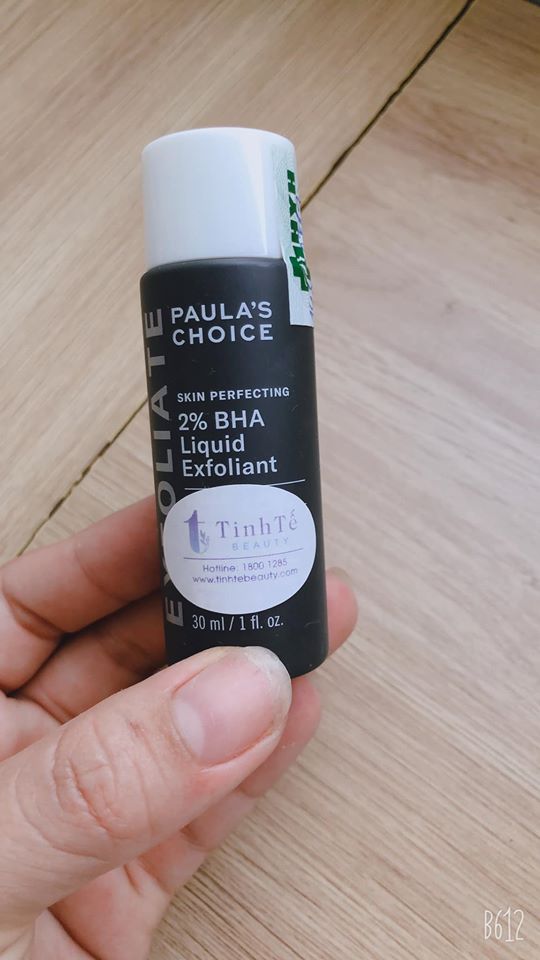 PAULA'S
CHOICE
EXFOLIATE
SKIN PERFECTING
2% BHA
Liquid
Exfoliant
t TinhTế
BEAUTY
Hotline: 1800 1285
www.tinhtebeauty.com
30 ml / 1 fl. oz.
B612